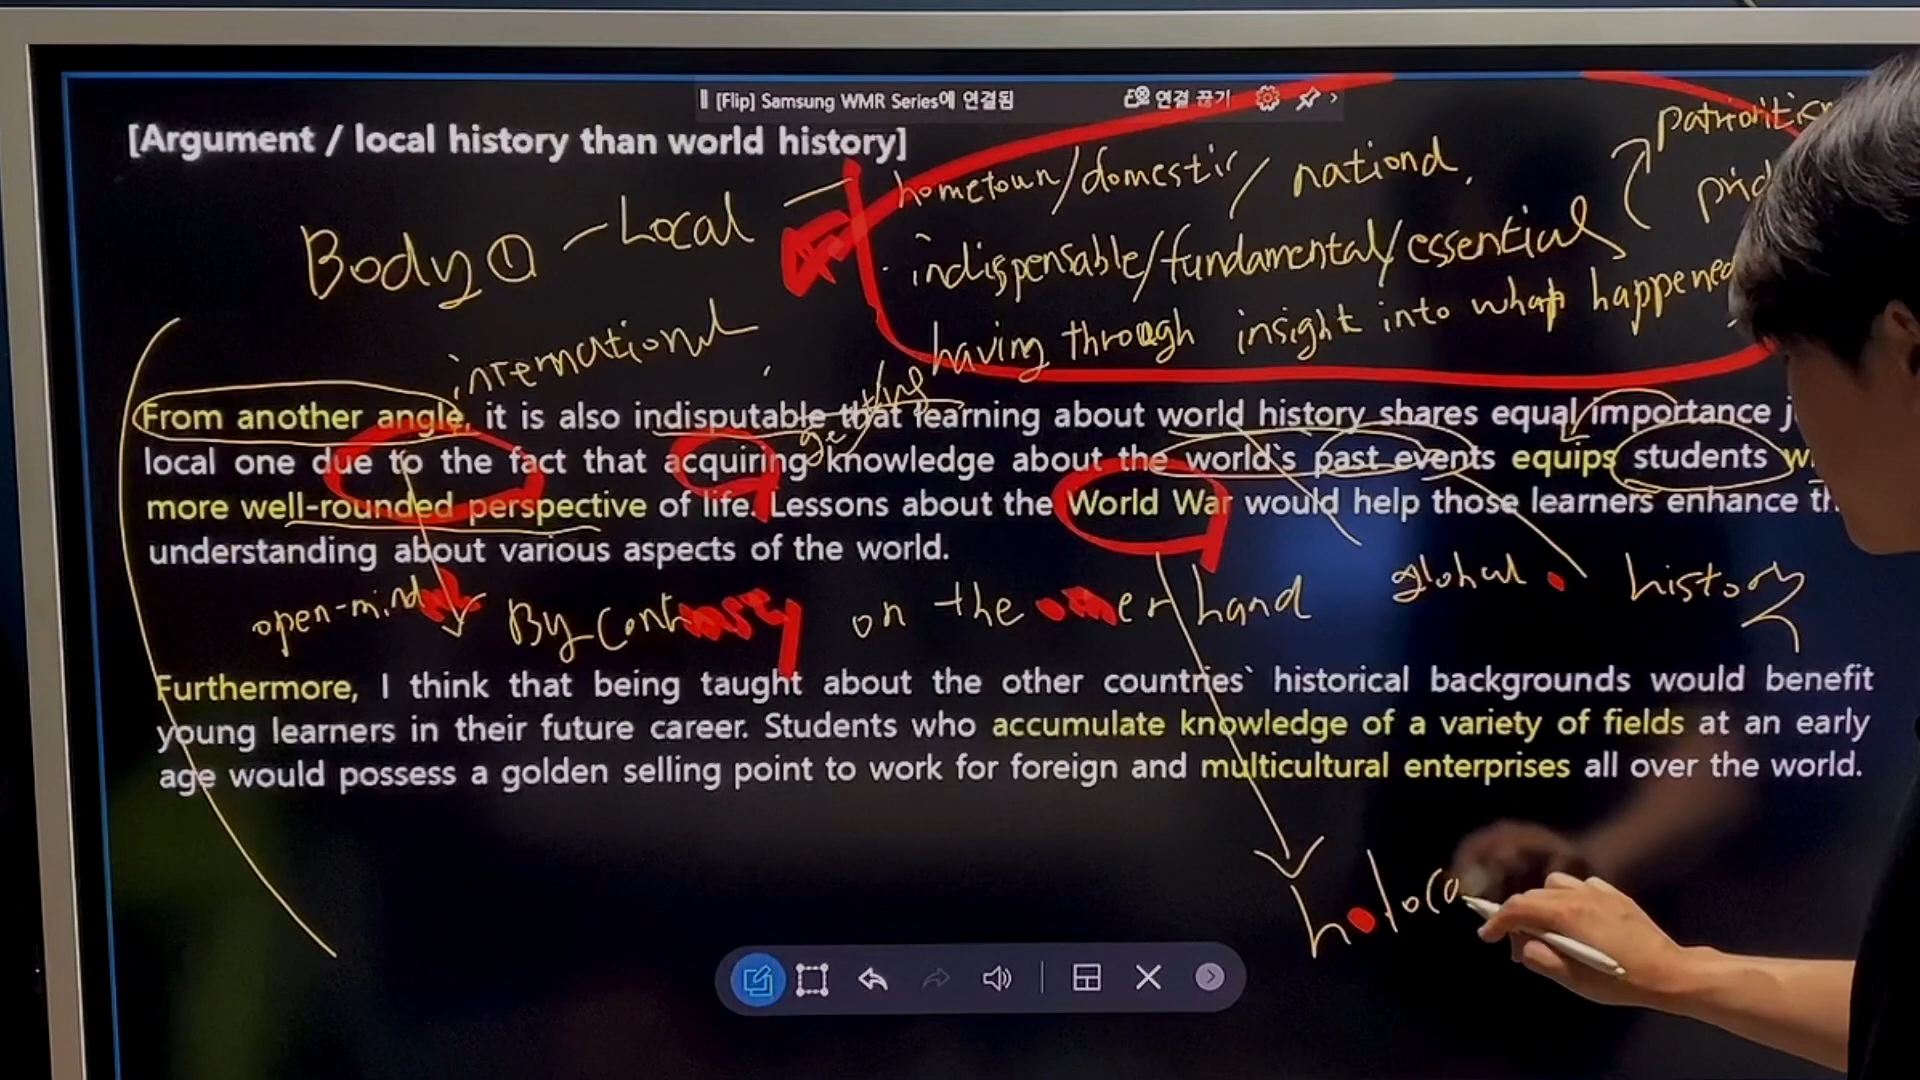 [Flip] Samsung WMR Series에 연결됨 연결 끊기
[Argument / local history than world history]
patriotism
hometown/domestic/national.
Body ① - Local
indispensable/fundamental/essential
having through insight into what happened
international
getting
From another angle, it is also indisputable that learning about world history shares equal importance
local one due to the fact that acquiring knowledge about the world`s past events equips students
more well-rounded perspective of life. Lessons about the World War would help those learners enhance
understanding about various aspects of the world.
open-mind By contrary on the other hand global history
Furthermore, I think that being taught about the other countries` historical backgrounds would benefit
young learners in their future career. Students who accumulate knowledge of a variety of fields at an early
age would possess a golden selling point to work for foreign and multicultural enterprises all over the world.
holoca